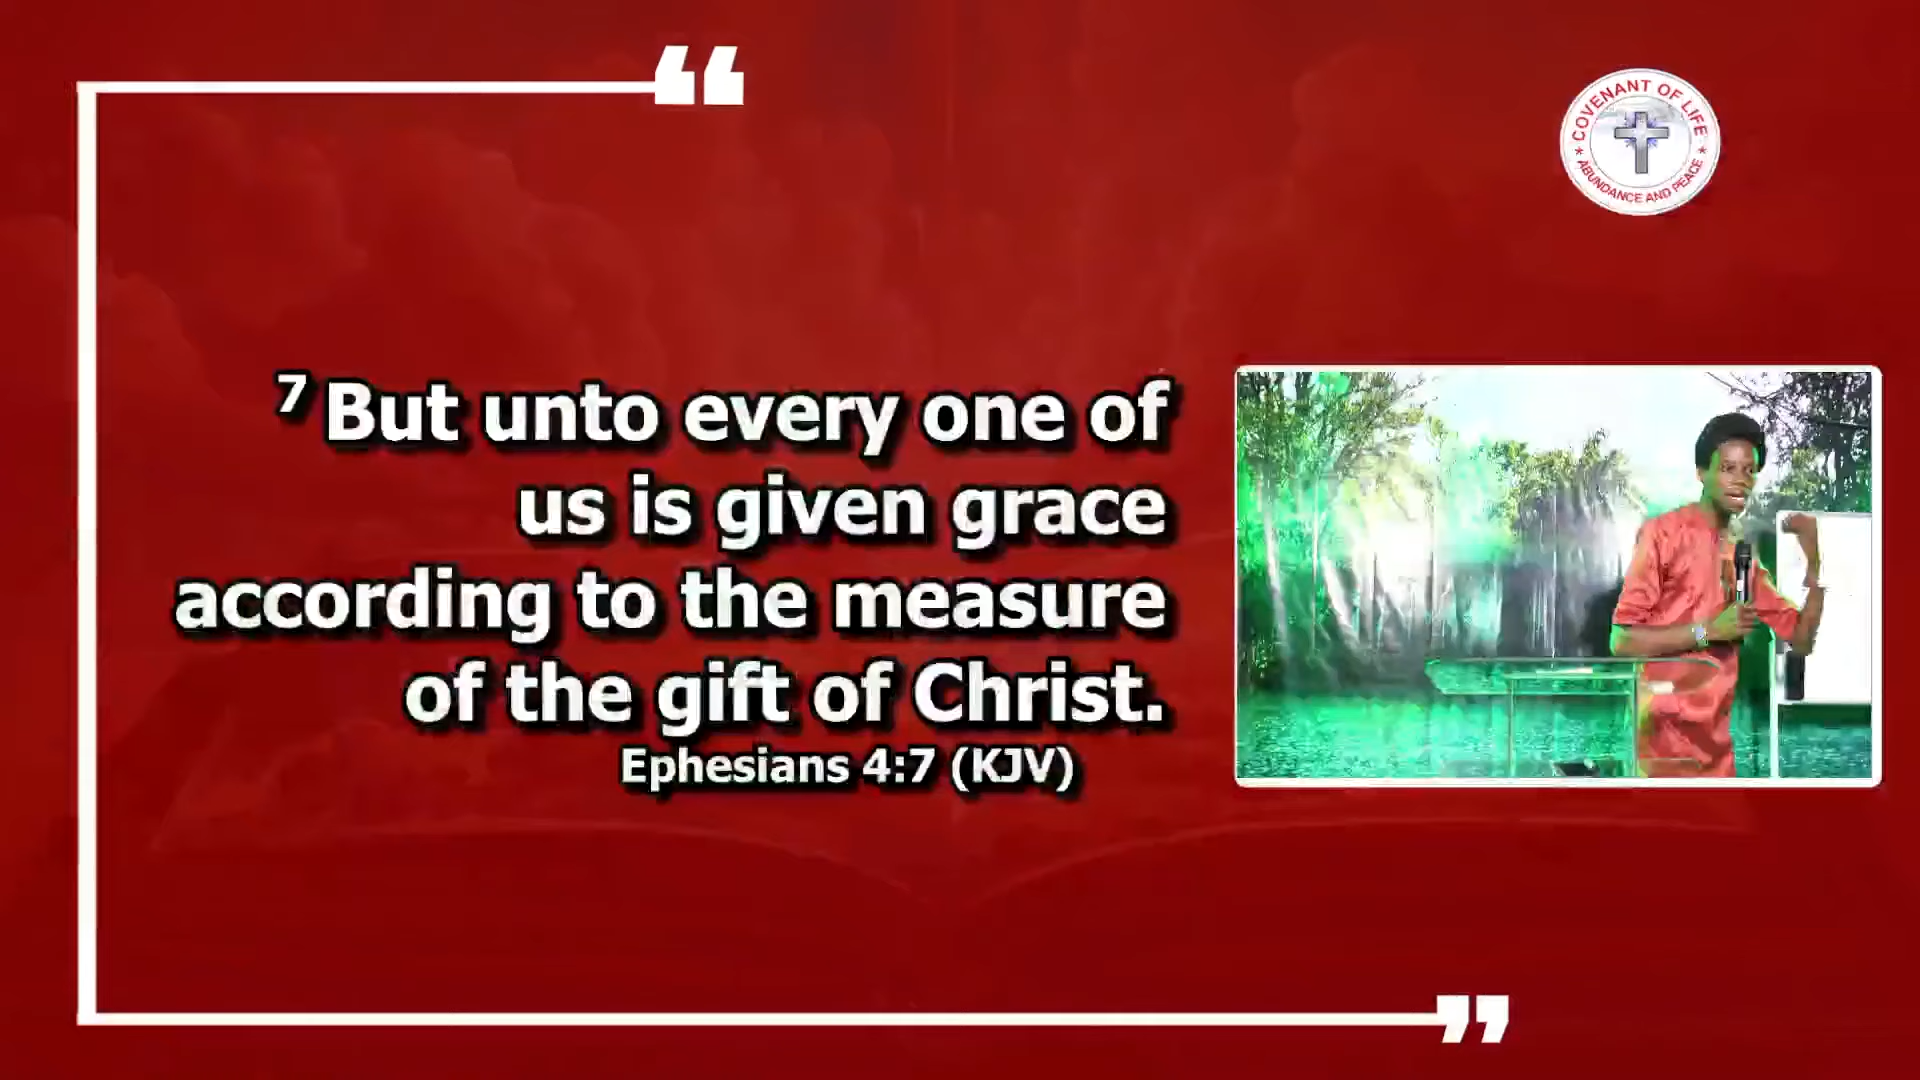 “
COVENANT OF LIFE
* ABUNDANCE AND PEACE *
7 But unto every one of
us is given grace
according to the measure
of the gift of Christ.
Ephesians 4:7 (KJV)
”